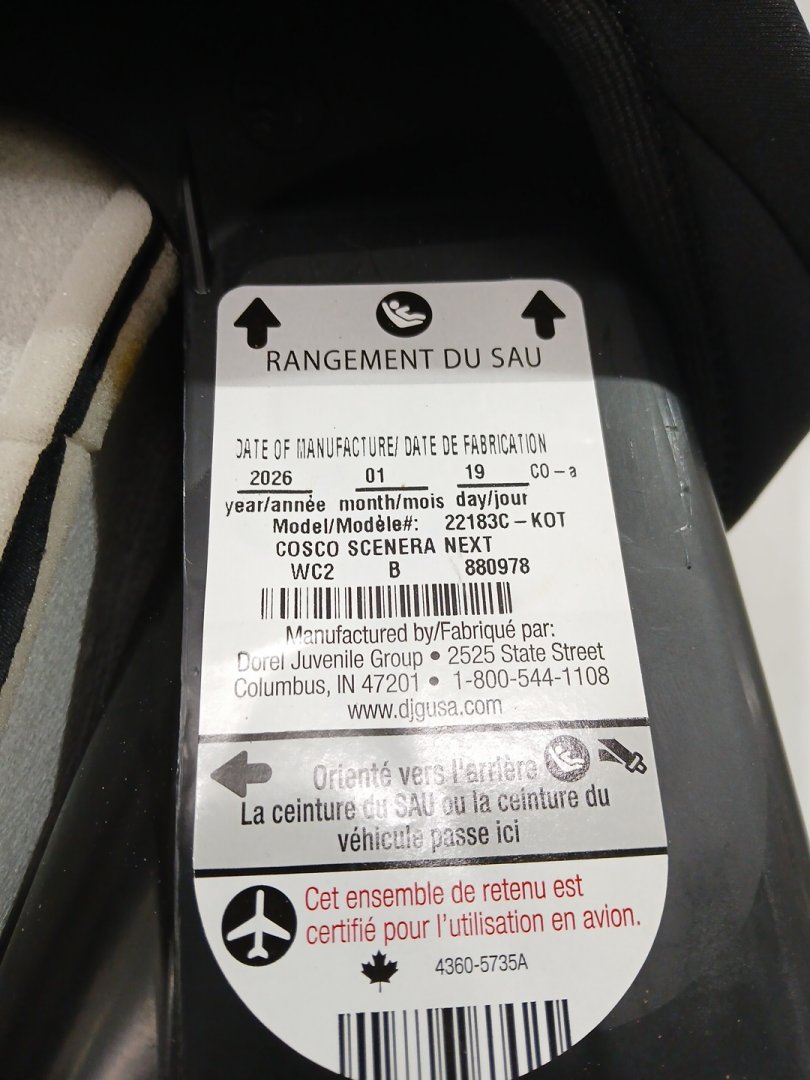 RANGEMENT DU SAU
DATE OF MANUFACTURE/ DATE DE FABRICATION
2026 01 19 CO-a
year/année month/mois day/jour
Model/Modèle#: 22183C-KOT
COSCO SCENERA NEXT
WC2 B 880978
Manufactured by/Fabriqué par:
Dorel Juvenile Group • 2525 State Street
Columbus, IN 47201 • 1-800-544-1108
www.djgusa.com
Orienté vers l'arrière
La ceinture du SAU ou la ceinture du
véhicule passe ici
Cet ensemble de retenu est
certifié pour l'utilisation en avion.
4360-5735A